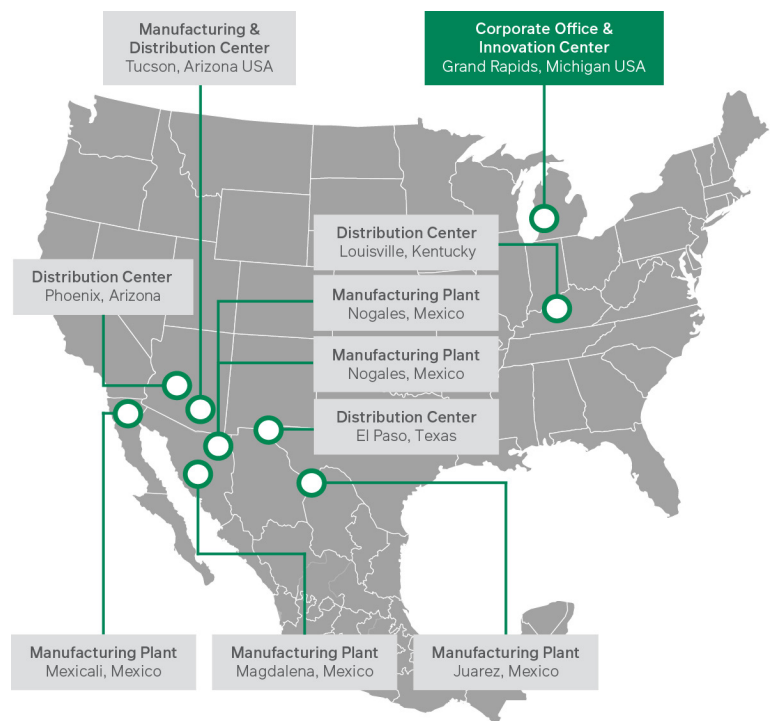 Manufacturing &
Distribution Center
Tucson, Arizona USA
Corporate Office &
Innovation Center
Grand Rapids, Michigan USA
Distribution Center
Louisville, Kentucky
Distribution Center
Phoenix, Arizona
Manufacturing Plant
Nogales, Mexico
Manufacturing Plant
Nogales, Mexico
Distribution Center
El Paso, Texas
Manufacturing Plant
Mexicali, Mexico
Manufacturing Plant
Magdalena, Mexico
Manufacturing Plant
Juarez, Mexico